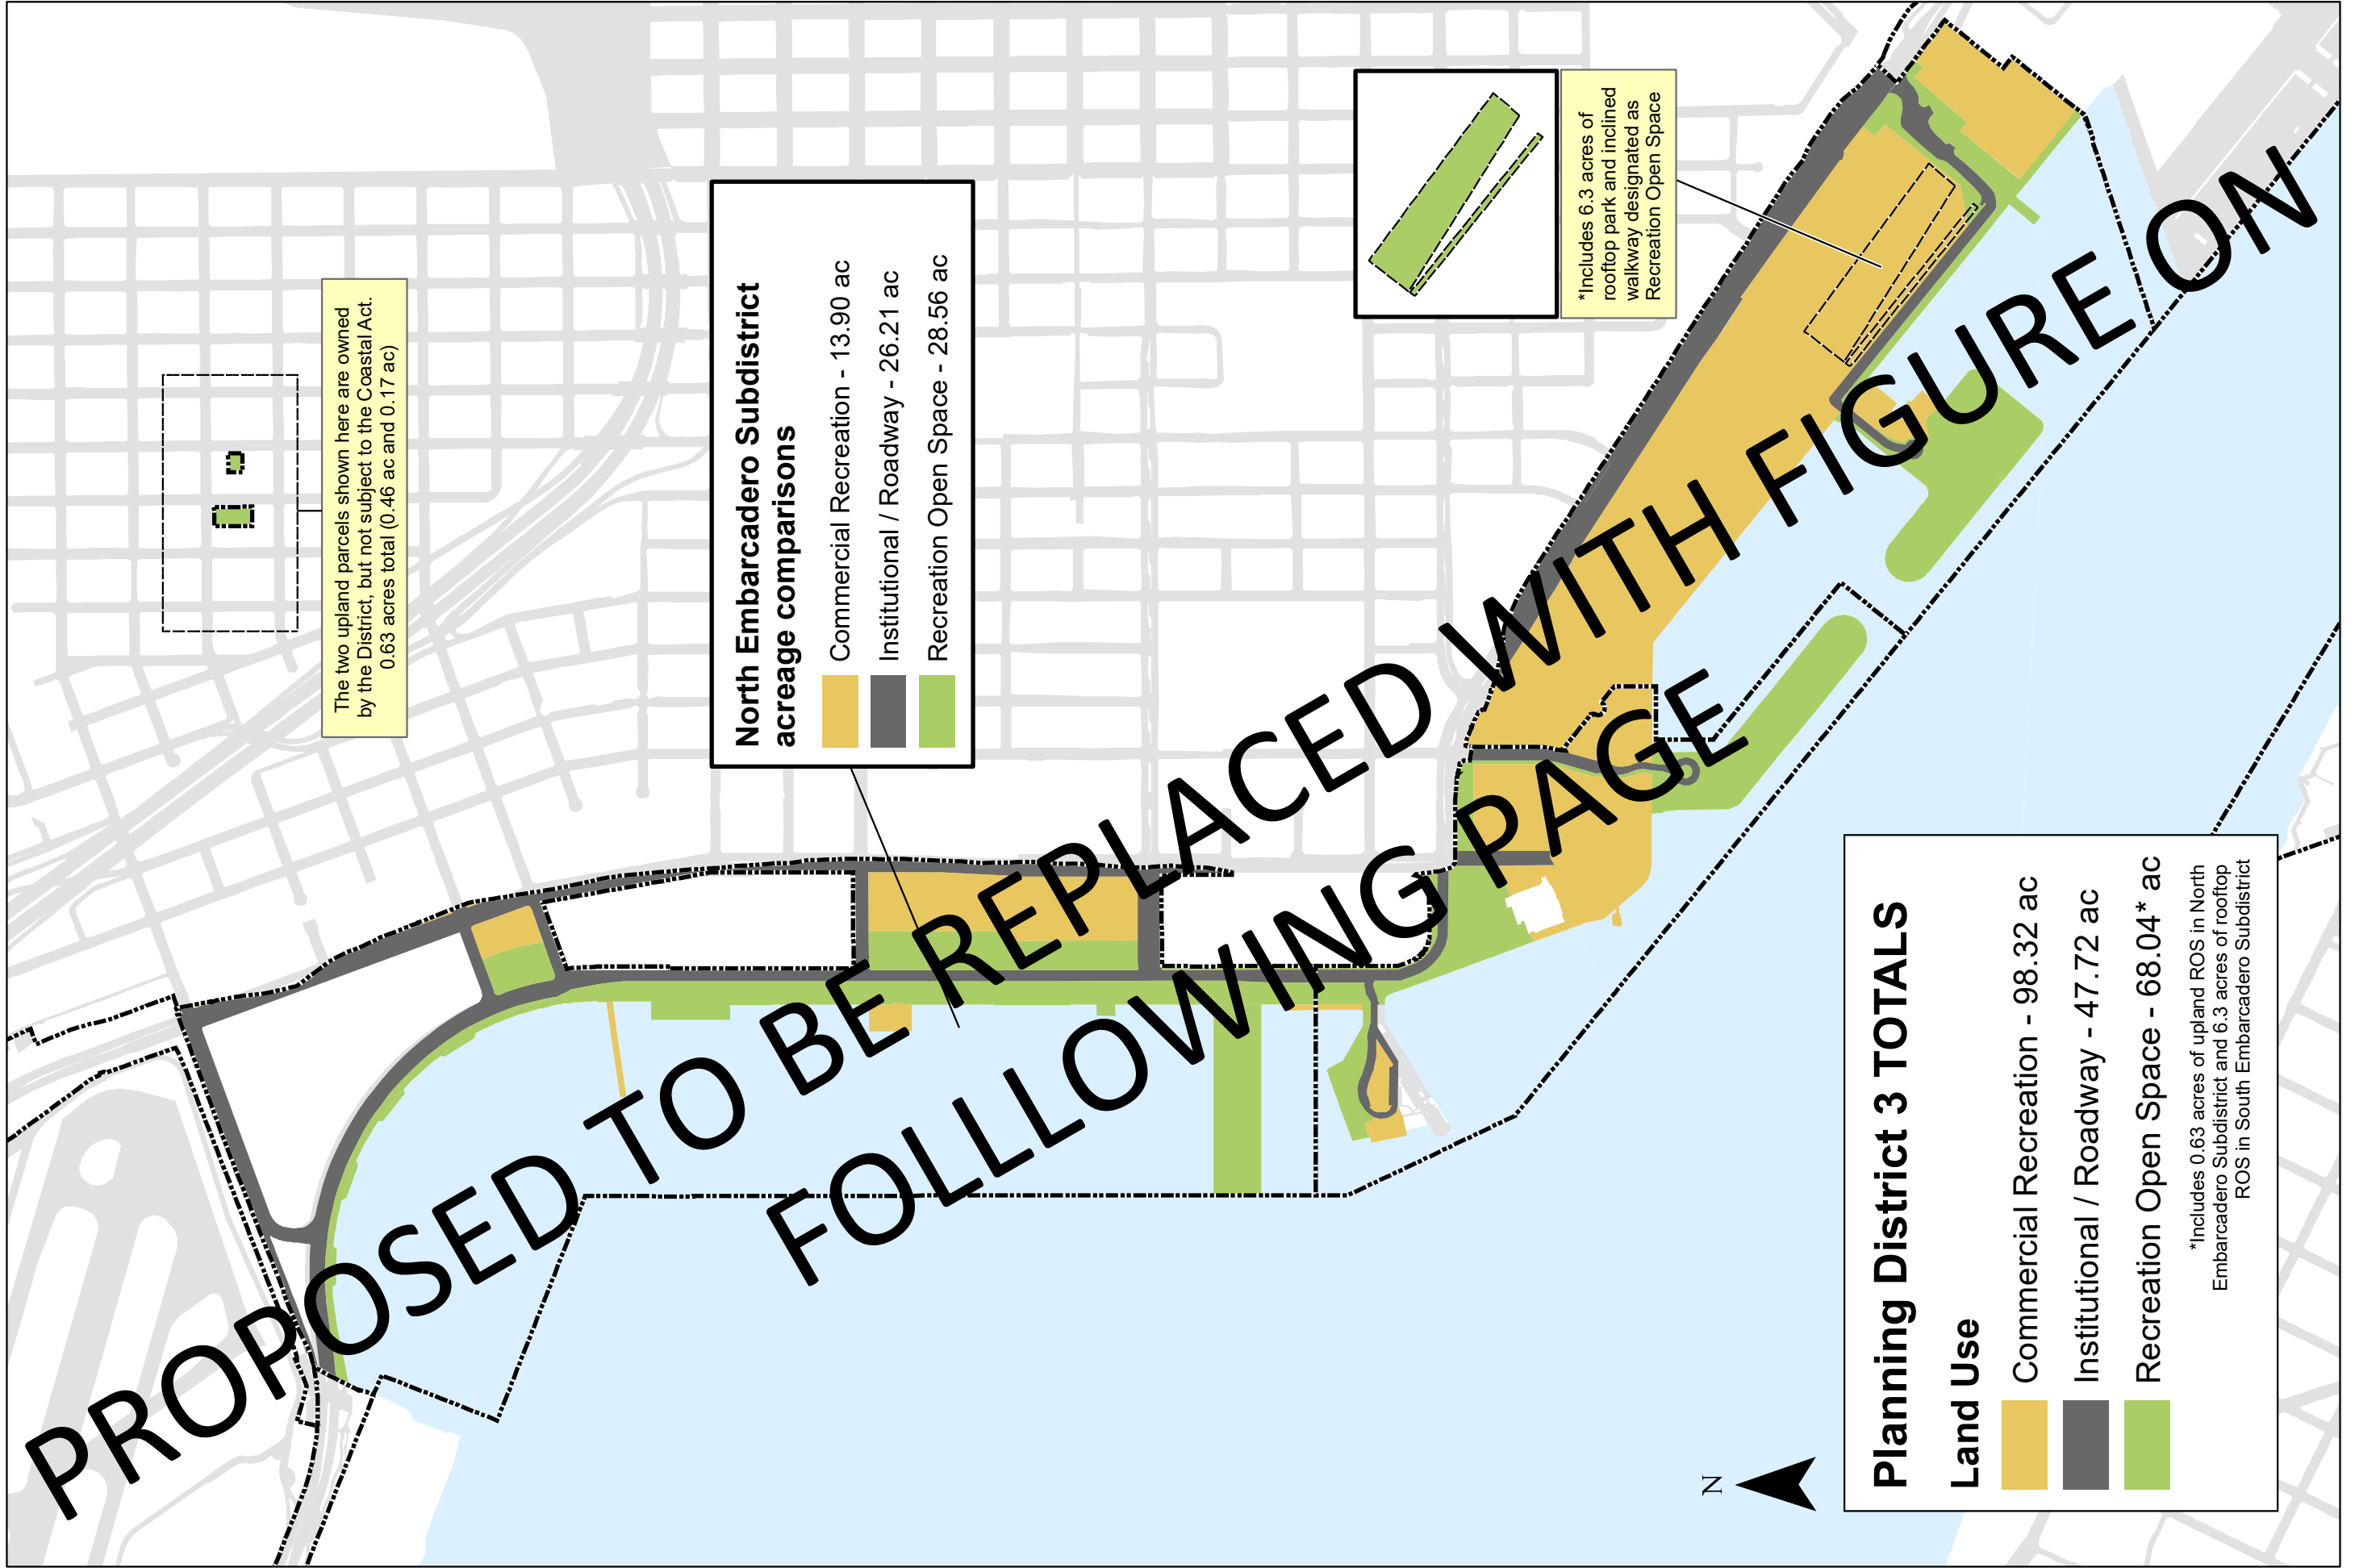 The two upland parcels shown here are owned
by the District, but not subject to the Coastal Act.
0.63 acres total (0.46 ac and 0.17 ac)
North Embarcadero Subdistrict
acreage comparisons
Commercial Recreation - 13.90 ac
Institutional / Roadway - 26.21 ac
Recreation Open Space - 28.56 ac
*Includes 6.3 acres of
rooftop park and inclined
walkway designated as
Recreation Open Space
PROPOSED TO BE REPLACED WITH FIGURE ON
FOLLOWING PAGE
N
Planning District 3 TOTALS
Land Use
Commercial Recreation - 98.32 ac
Institutional / Roadway - 47.72 ac
Recreation Open Space - 68.04* ac
*Includes 0.63 acres of upland ROS in North
Embarcadero Subdistrict and 6.3 acres of rooftop
ROS in South Embarcadero Subdistrict